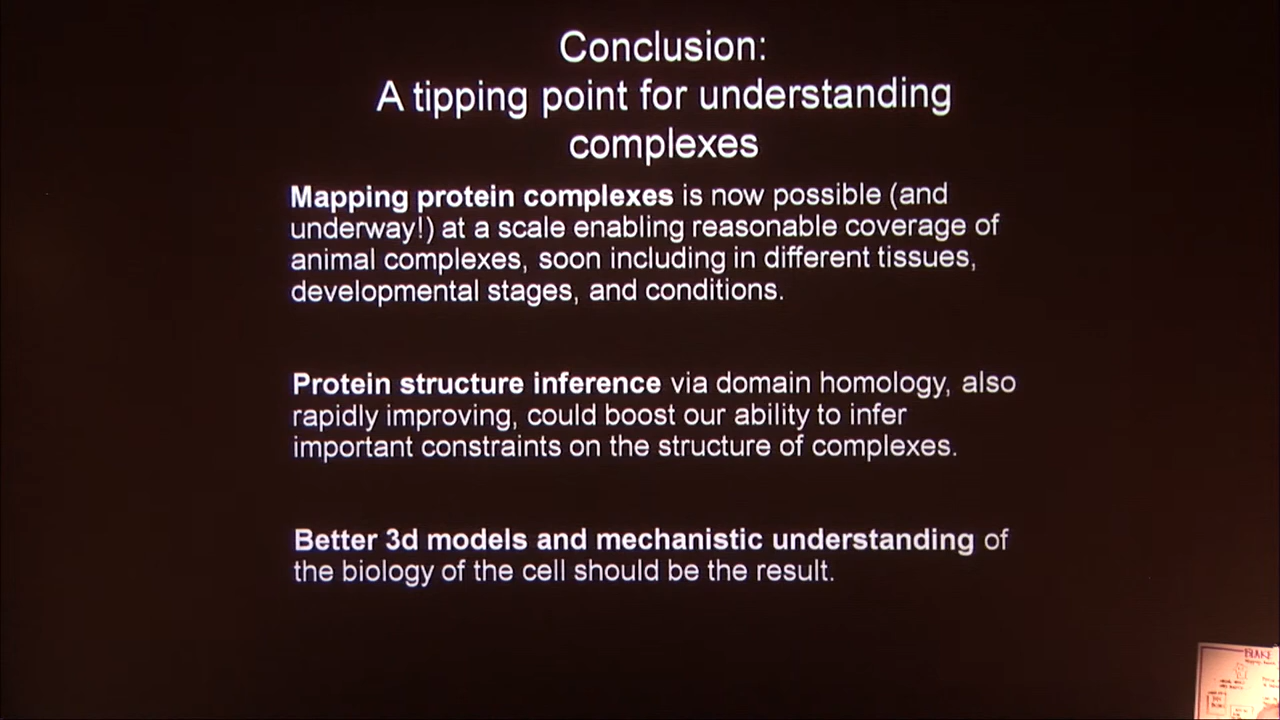 Conclusion:
A tipping point for understanding
complexes
Mapping protein complexes is now possible (and
underway!) at a scale enabling reasonable coverage of
animal complexes, soon including in different tissues,
developmental stages, and conditions.
Protein structure inference via domain homology, also
rapidly improving, could boost our ability to infer
important constraints on the structure of complexes.
Better 3d models and mechanistic understanding of
the biology of the cell should be the result.
BLAKE